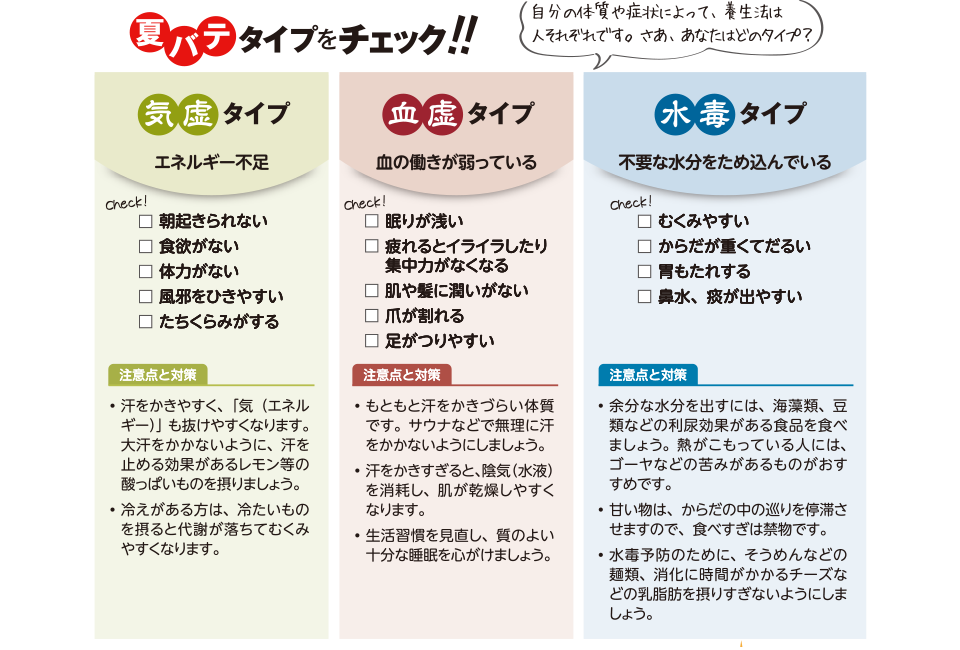 夏バテタイプをチェック!!
自分の体質や症状によって、養生法は
人それぞれです。さあ、あなたはどのタイプ？
気虚タイプ
エネルギー不足
Check!
□ 朝起きられない
□ 食欲がない
□ 体力がない
□ 風邪をひきやすい
□ たちくらみがする
注意点と対策
・汗をかきやすく、「気（エネル
ギー）」も抜けやすくなります。
大汗をかかないように、汗を
止める効果があるレモン等の
酸っぱいものを摂りましょう。
・冷えがある方は、冷たいもの
を摂ると代謝が落ちてむくみ
やすくなります。
血虚タイプ
血の働きが弱っている
Check!
□ 眠りが浅い
□ 疲れるとイライラしたり
集中力がなくなる
□ 肌や髪に潤いがない
□ 爪が割れる
□ 足がつりやすい
注意点と対策
・もともと汗をかきづらい体質
です。サウナなどで無理に汗
をかかないようにしましょう。
・汗をかきすぎると、陰気（水液）
を消耗し、肌が乾燥しやすく
なります。
・生活習慣を見直し、質のよい
十分な睡眠を心がけましょう。
水毒タイプ
不要な水分をため込んでいる
Check!
□ むくみやすい
□ からだが重くてだるい
□ 胃もたれする
□ 鼻水、痰が出やすい
注意点と対策
・余分な水分を出すには、海藻類、豆
類などの利尿効果がある食品を食べ
ましょう。熱がこもっている人には、
ゴーヤなどの苦みがあるものがおす
すめです。
・甘い物は、からだの中の巡りを停滞さ
せますので、食べすぎは禁物です。
・水毒予防のために、そうめんなどの
麺類、消化に時間がかかるチーズな
どの乳脂肪を摂りすぎないようにしま
しょう。